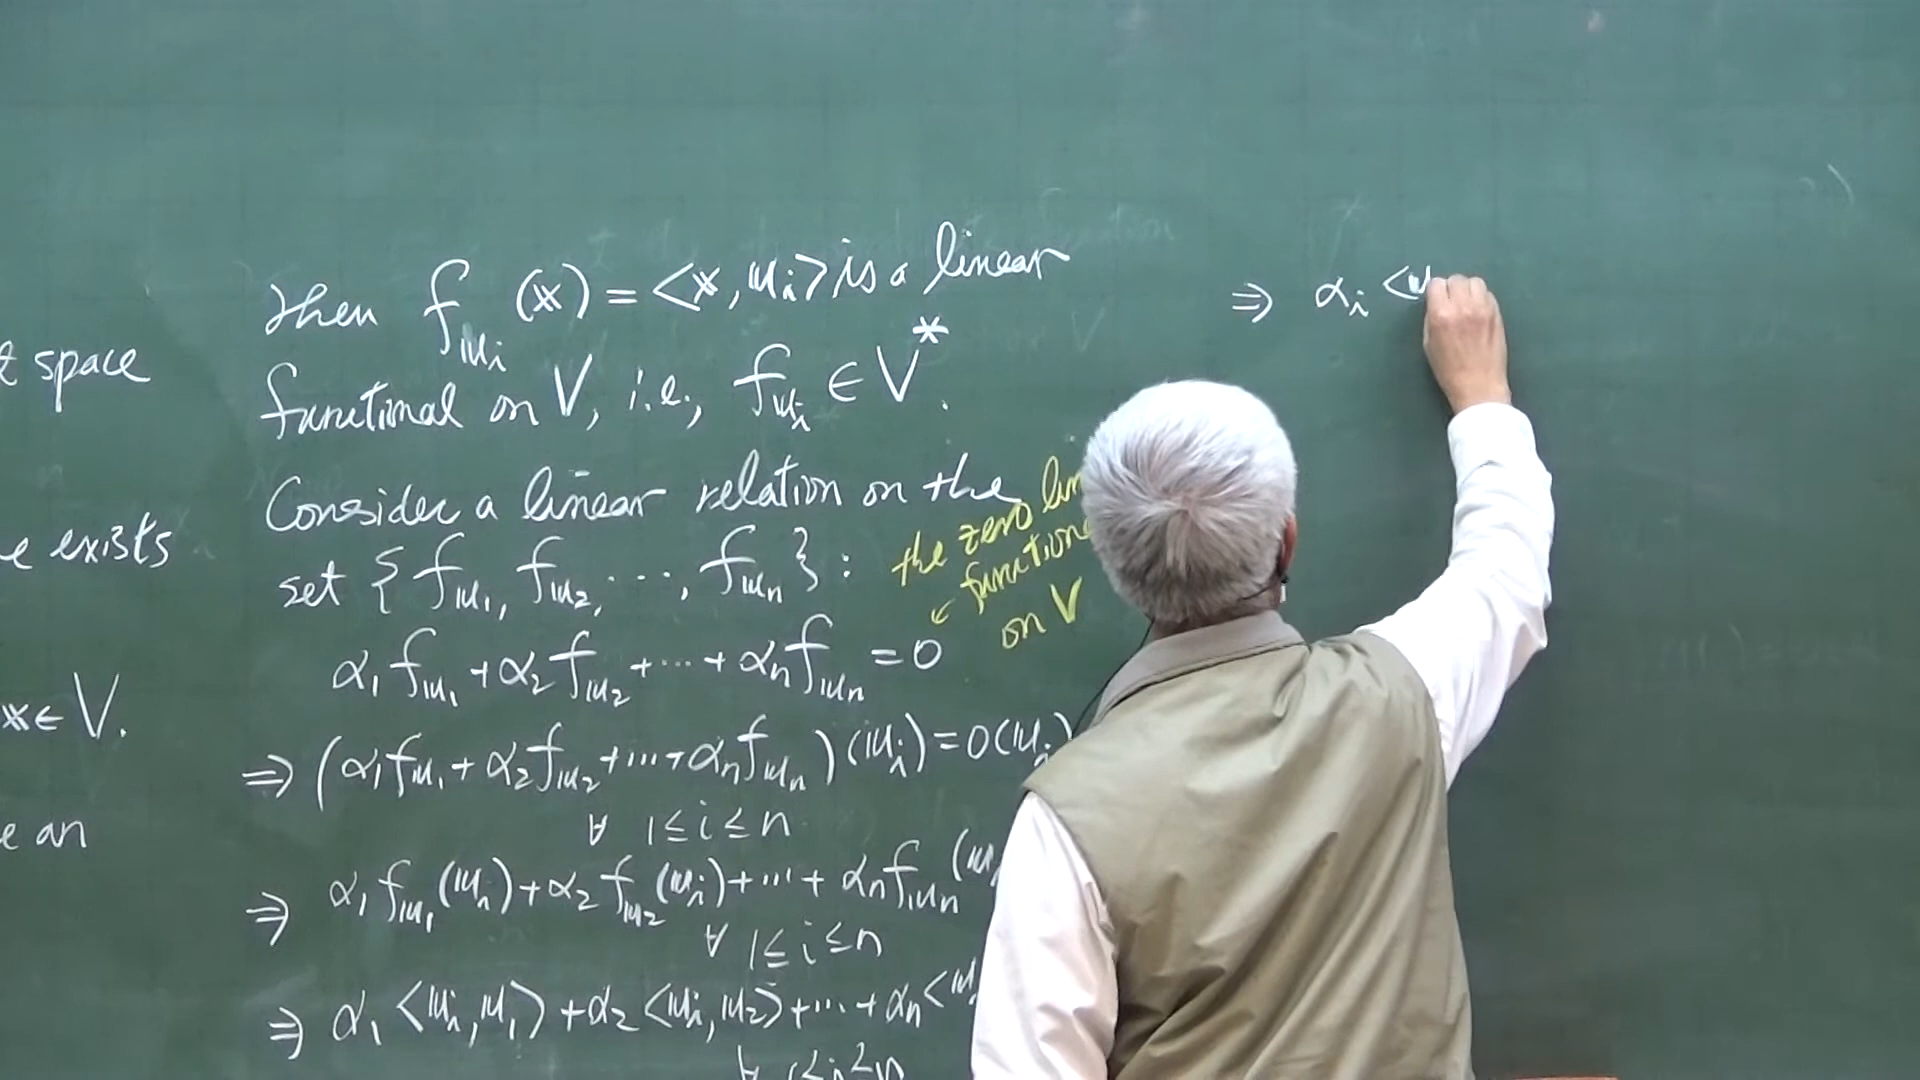 t space
e exists
x ∈ V.
e an
Then f_{u_i}(x) = <x, u_i> is a linear
functional on V, i.e., f_{u_i} ∈ V*.
Consider a linear relation on the
set { f_{u_1}, f_{u_2}, ..., f_{u_n} } :
the zero lin
functiona
← on V
α_1 f_{u_1} + α_2 f_{u_2} + ... + α_n f_{u_n} = 0
⇒ (α_1 f_{u_1} + α_2 f_{u_2} + ... + α_n f_{u_n})(u_i) = 0(u_i)
∀ 1 ≤ i ≤ n
⇒ α_1 f_{u_1}(u_i) + α_2 f_{u_2}(u_i) + ... + α_n f_{u_n}(u
∀ 1 ≤ i ≤ n
⇒ α_1 <u_i, u_1> + α_2 <u_i, u_2> + ... + α_n <u
∀ 1 ≤ i ≤ n
⇒ α_i <u